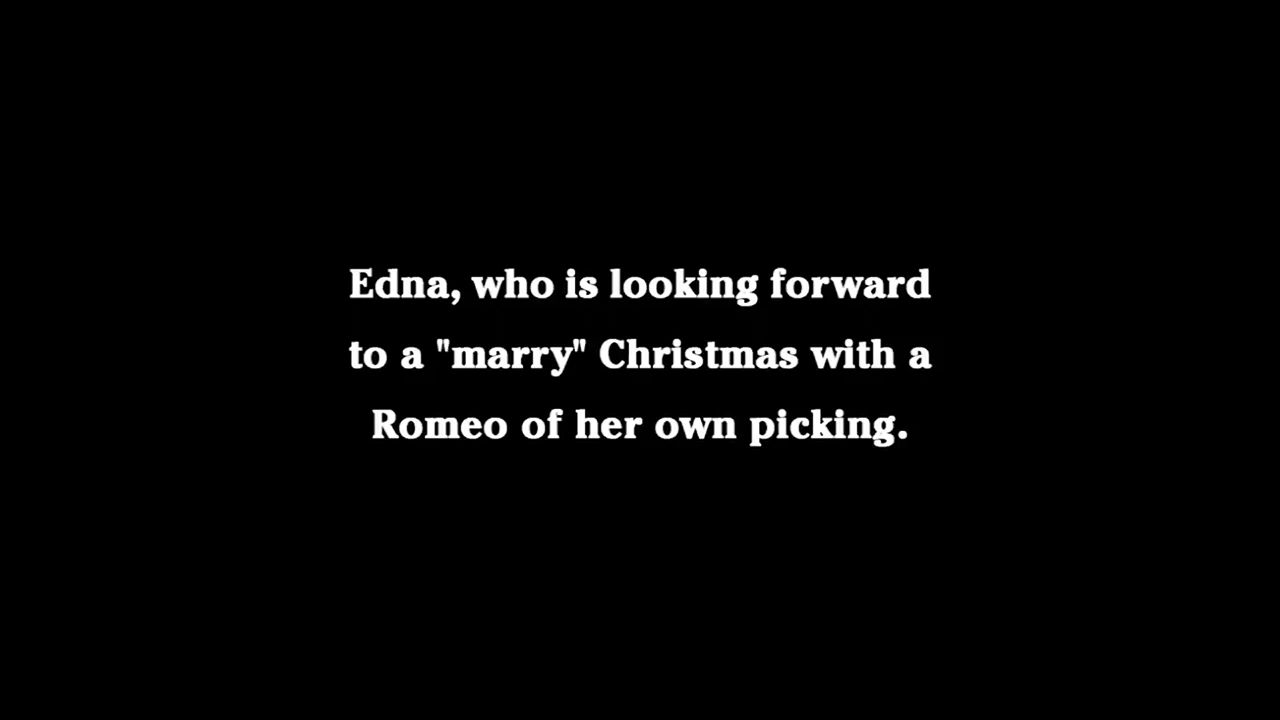 Edna, who is looking forward
to a "marry" Christmas with a
Romeo of her own picking.